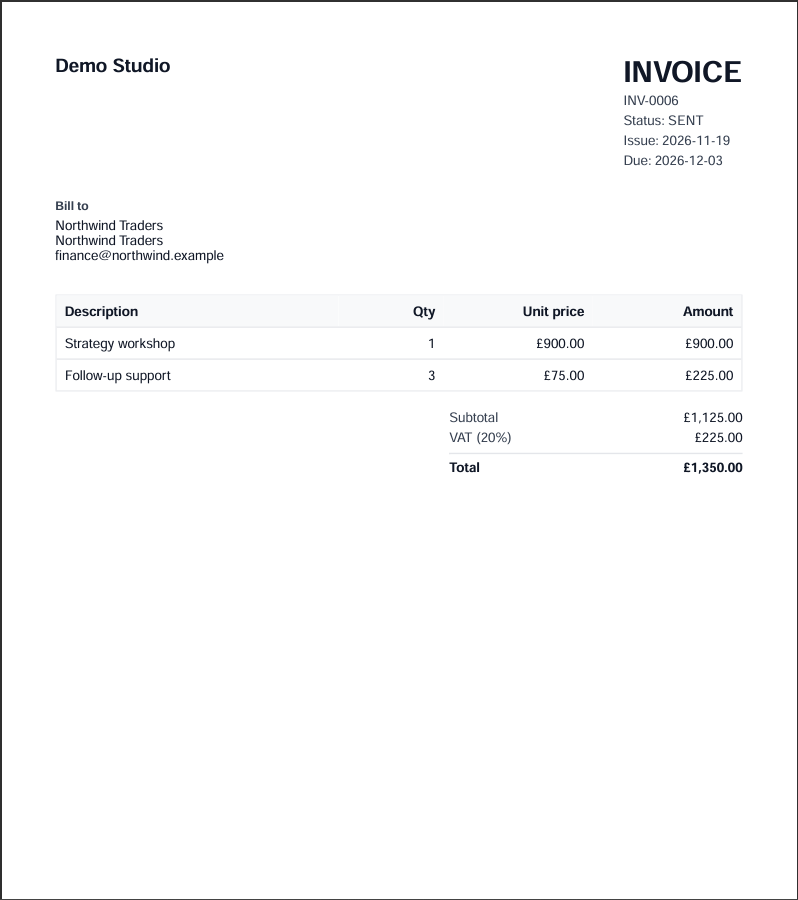 Demo Studio
INVOICE
INV-0006
Status: SENT
Issue: 2026-11-19
Due: 2026-12-03
Bill to
Northwind Traders
Northwind Traders
finance@northwind.example
Description Qty Unit price Amount
Strategy workshop 1 £900.00 £900.00
Follow-up support 3 £75.00 £225.00
Subtotal £1,125.00
VAT (20%) £225.00
Total £1,350.00